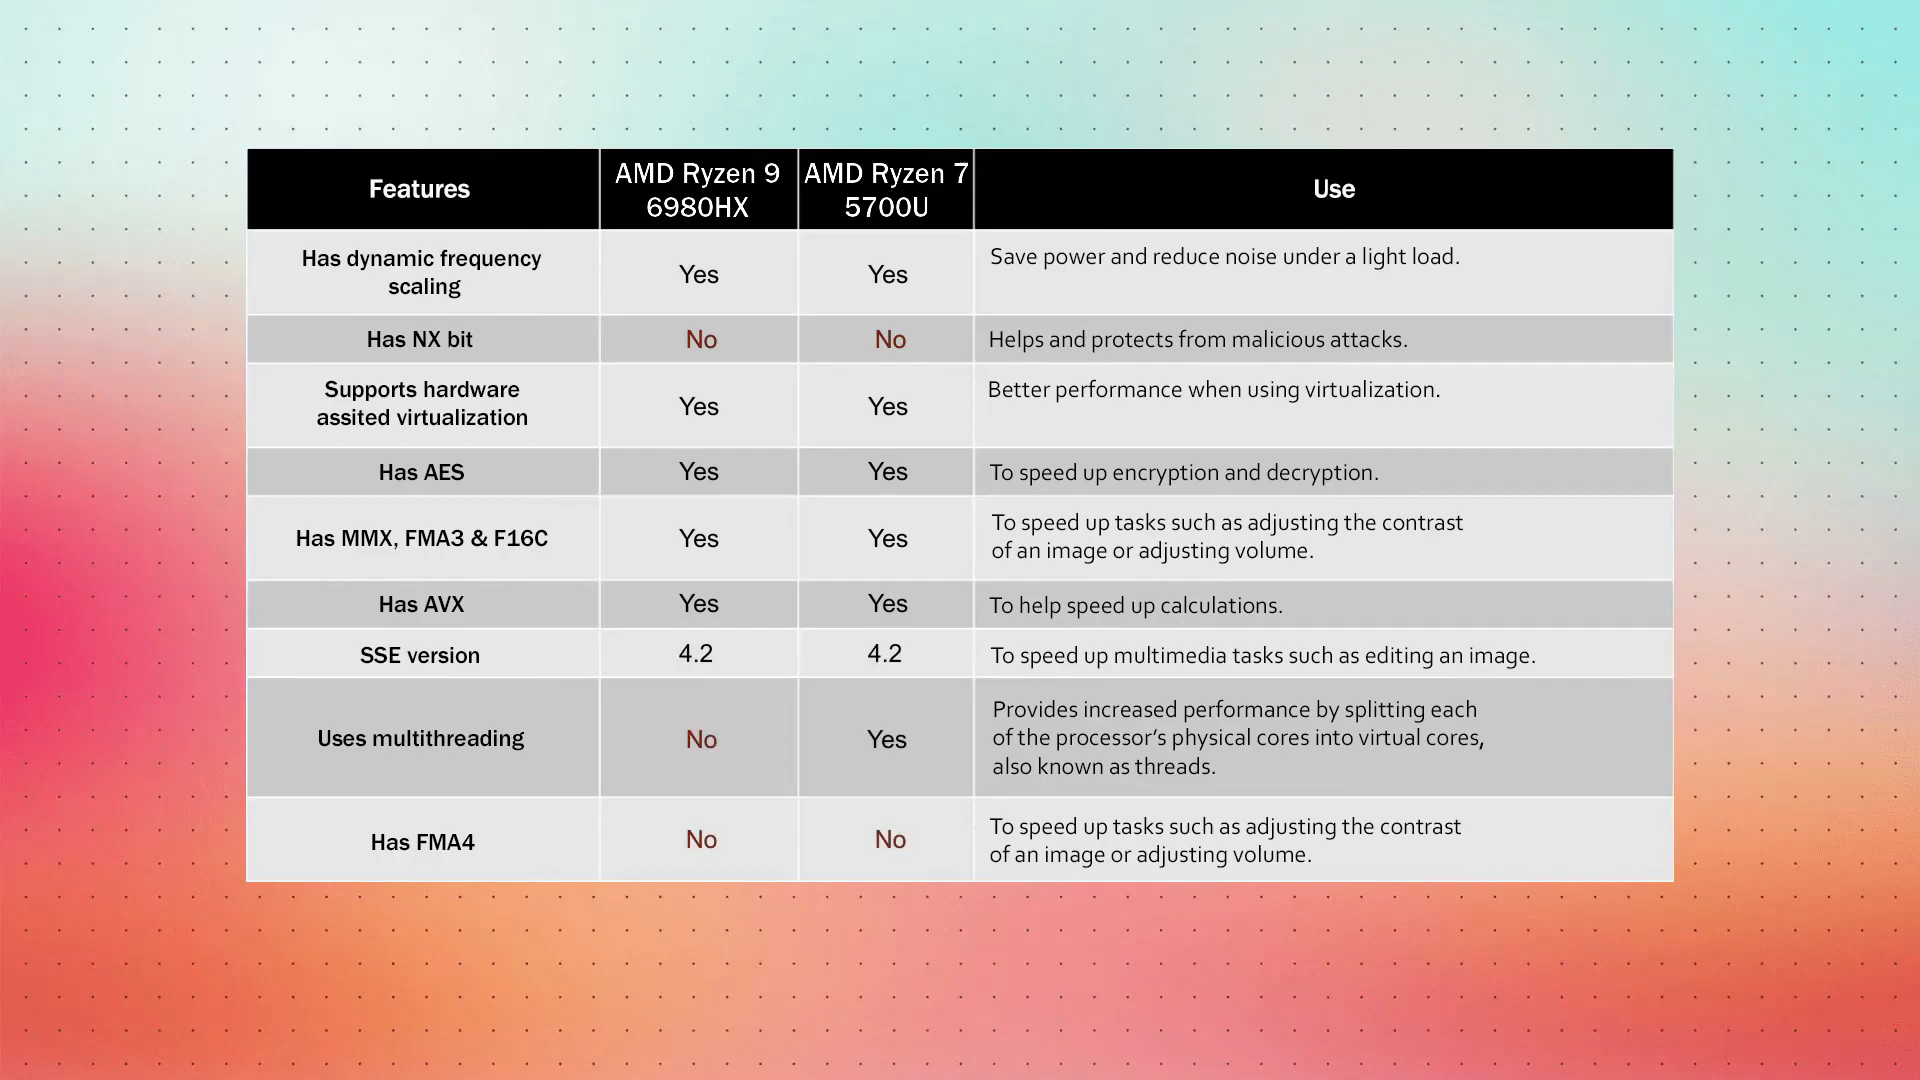 Features
AMD Ryzen 9
6980HX
AMD Ryzen 7
5700U
Use
Has dynamic frequency
scaling
Yes
Yes
Save power and reduce noise under a light load.
Has NX bit
No
No
Helps and protects from malicious attacks.
Supports hardware
assited virtualization
Yes
Yes
Better performance when using virtualization.
Has AES
Yes
Yes
To speed up encryption and decryption.
Has MMX, FMA3 & F16C
Yes
Yes
To speed up tasks such as adjusting the contrast
of an image or adjusting volume.
Has AVX
Yes
Yes
To help speed up calculations.
SSE version
4.2
4.2
To speed up multimedia tasks such as editing an image.
Uses multithreading
No
Yes
Provides increased performance by splitting each
of the processor’s physical cores into virtual cores,
also known as threads.
Has FMA4
No
No
To speed up tasks such as adjusting the contrast
of an image or adjusting volume.